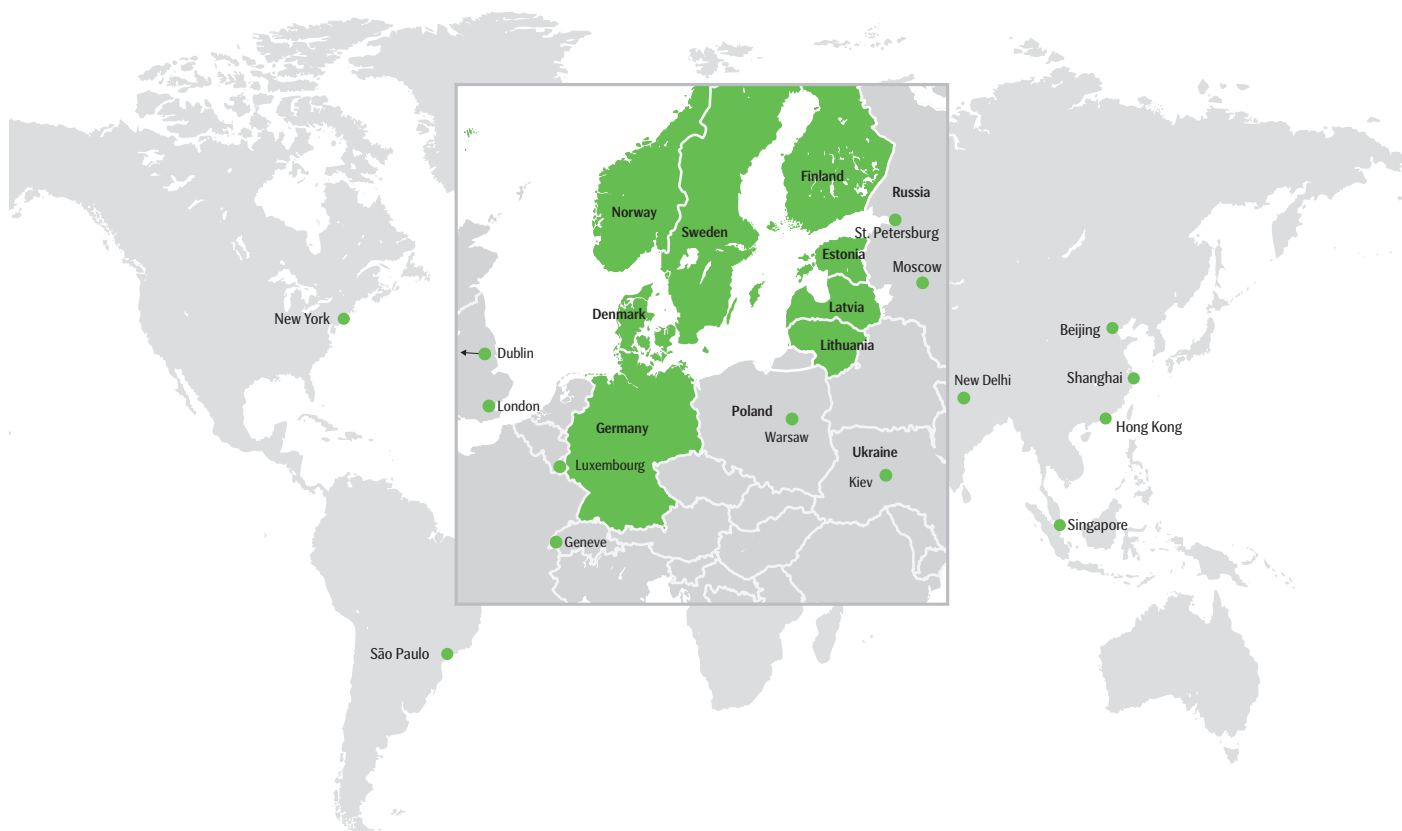 Finland
Russia
Norway
St. Petersburg
Sweden
Estonia
Moscow
Latvia
Denmark
New York
Beijing
Lithuania
Dublin
Shanghai
New Delhi
London
Poland
Hong Kong
Germany
Warsaw
Ukraine
Luxembourg
Kiev
Singapore
Geneve
São Paulo